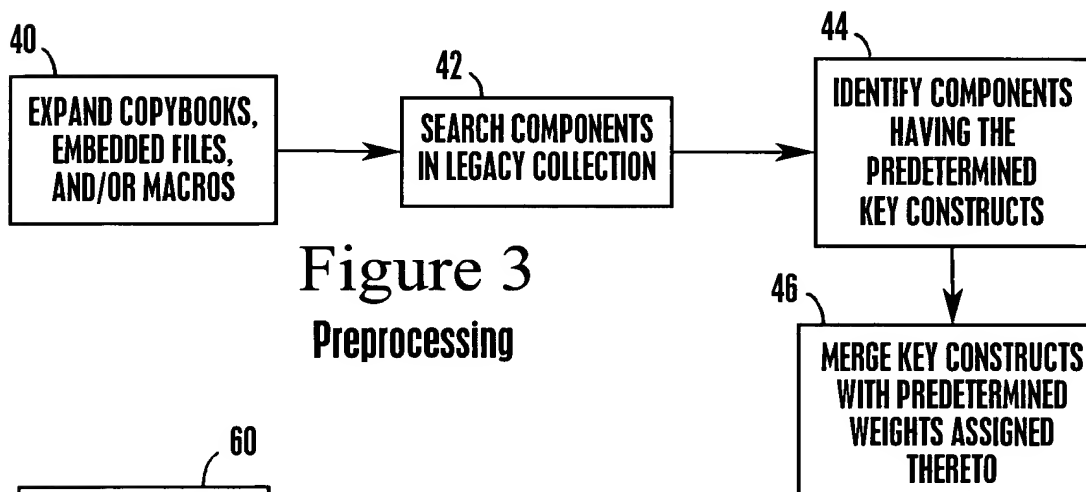 40
EXPAND COPYBOOKS,
EMBEDDED FILES,
AND/OR MACROS
42
SEARCH COMPONENTS
IN LEGACY COLLECTION
44
IDENTIFY COMPONENTS
HAVING THE
PREDETERMINED
KEY CONSTRUCTS
Figure 3
Preprocessing
46
MERGE KEY CONSTRUCTS
WITH PREDETERMINED
WEIGHTS ASSIGNED
THERETO
60